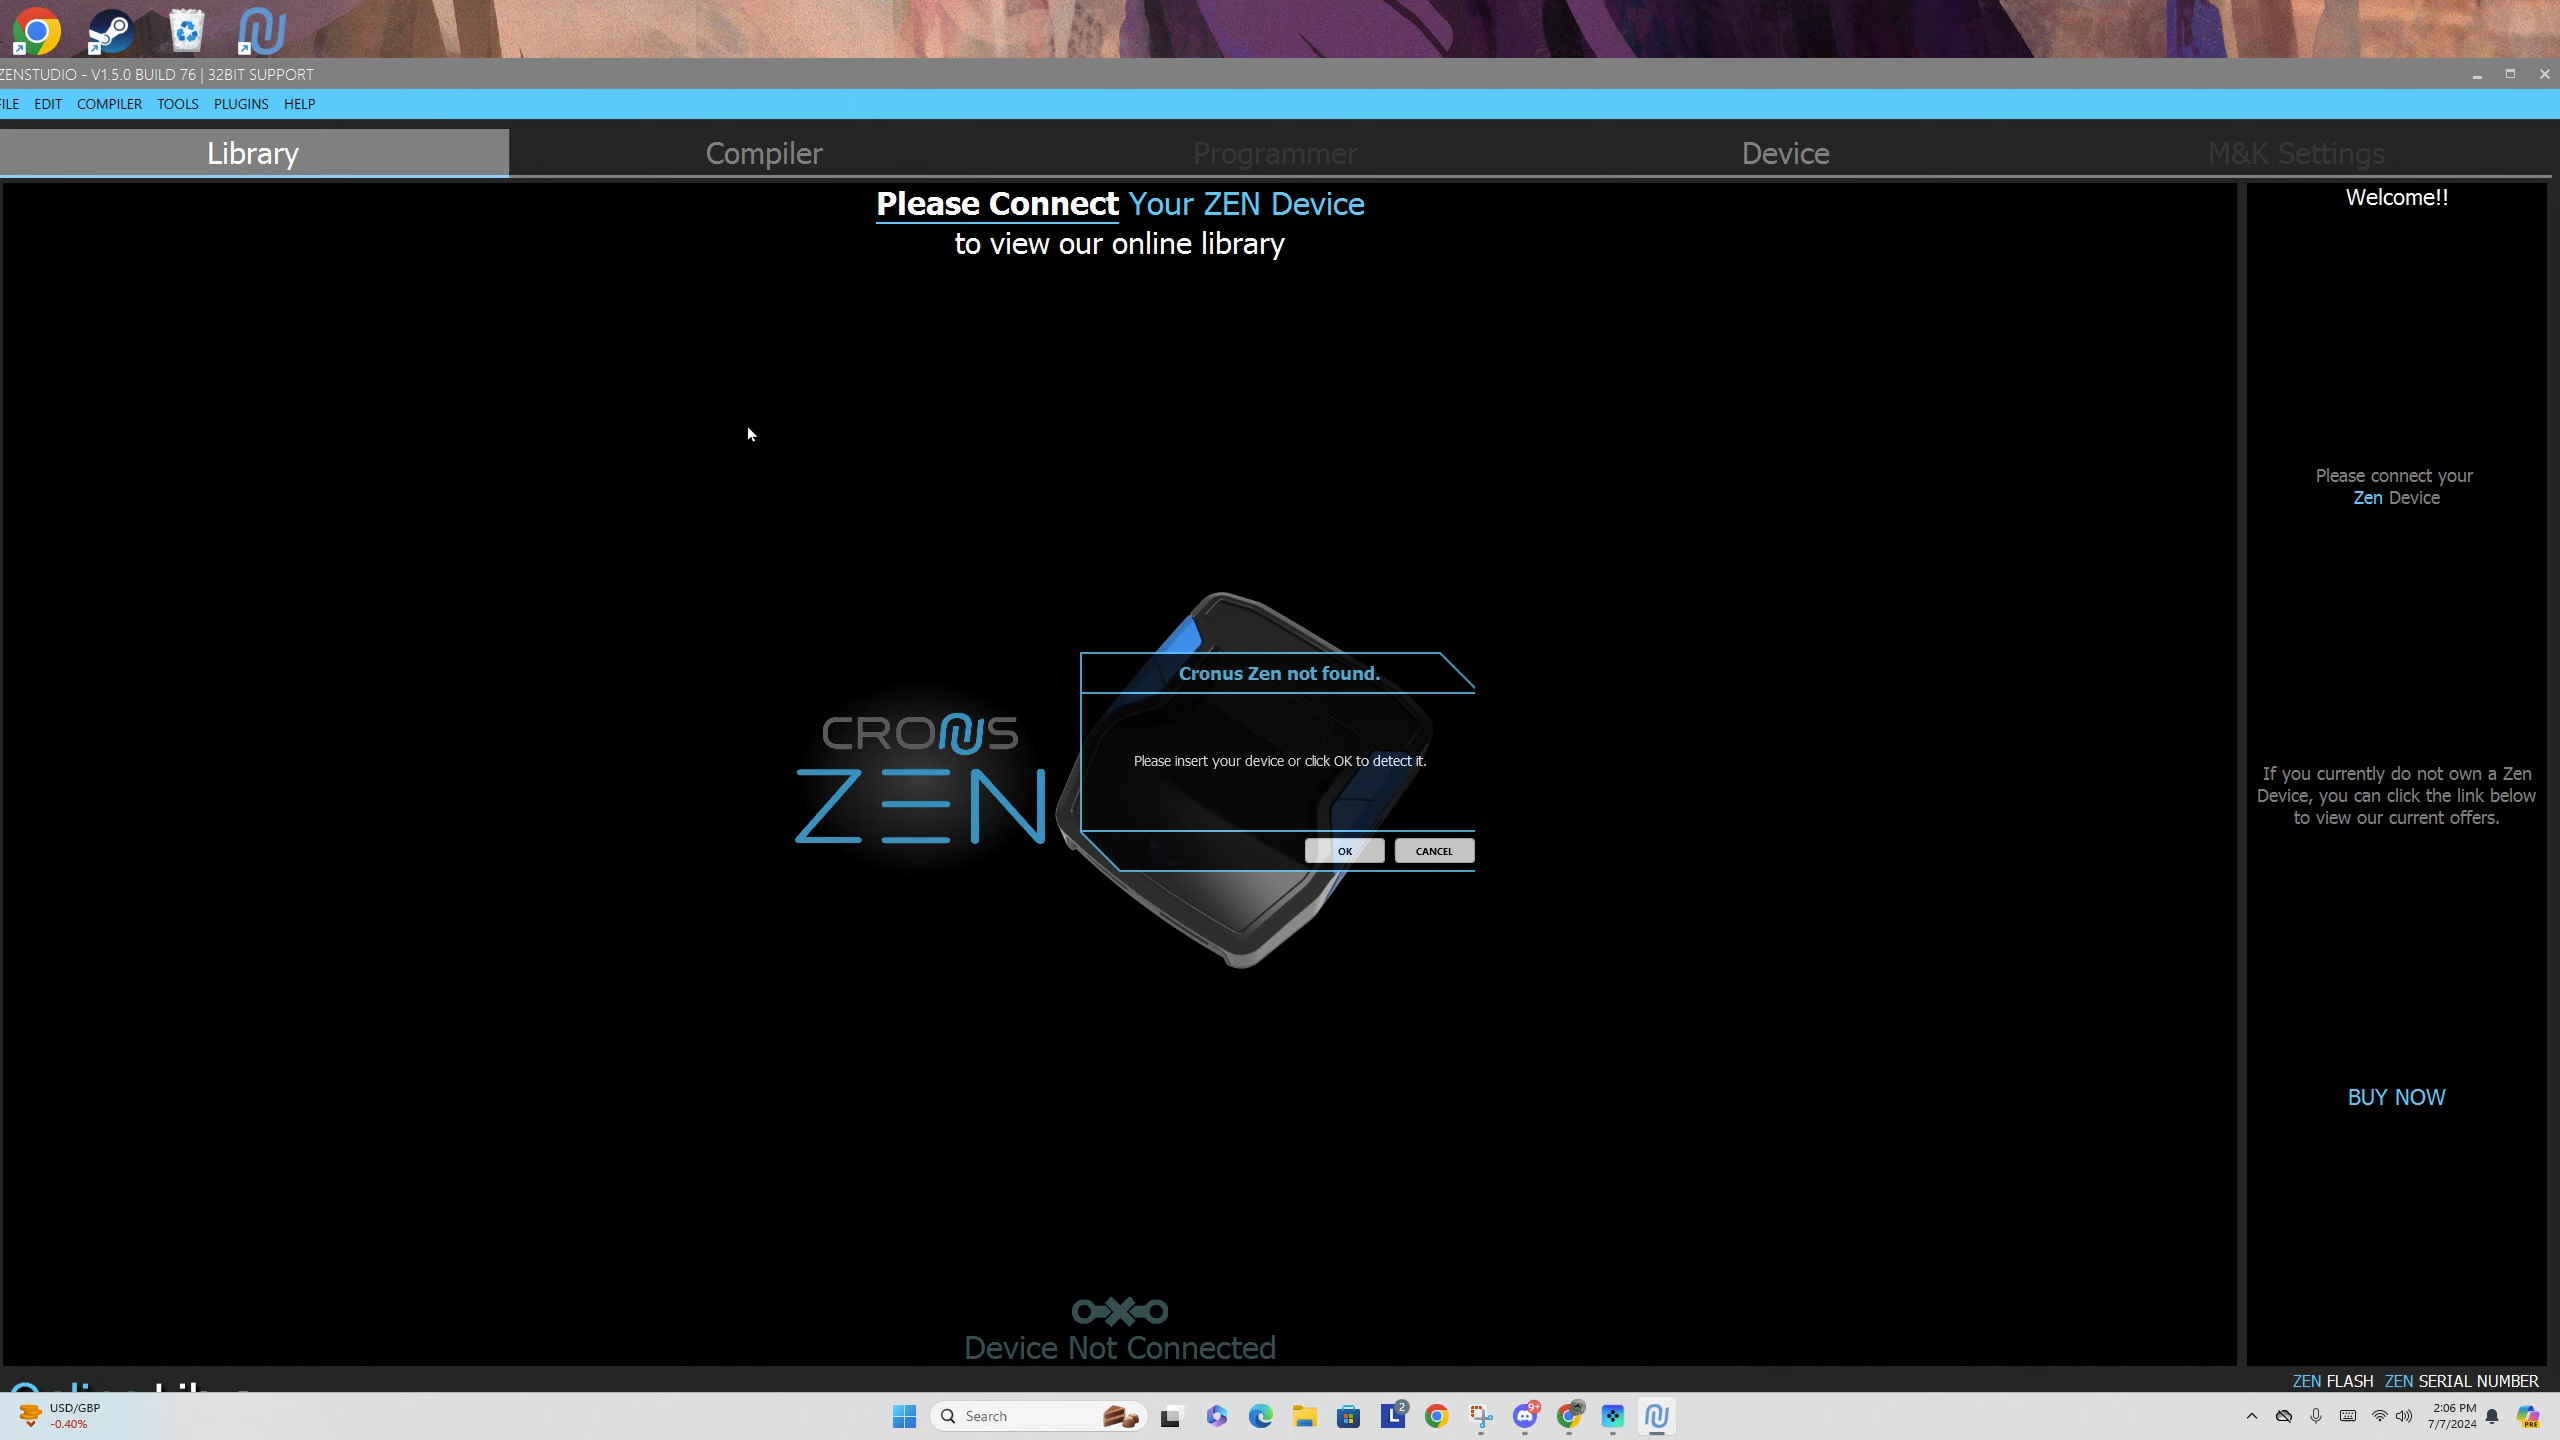 ZENSTUDIO - V1.5.0 BUILD 76 | 32BIT SUPPORT
FILE EDIT COMPILER TOOLS PLUGINS HELP
Library Compiler Programmer Device M&K Settings
Please Connect Your ZEN Device
to view our online library
Welcome!!
Please connect your
Zen Device
Cronus Zen not found.
CRONUS
ZEN
Please insert your device or click OK to detect it.
OK CANCEL
If you currently do not own a Zen
Device, you can click the link below
to view our current offers.
BUY NOW
Device Not Connected
ZEN FLASH ZEN SERIAL NUMBER
USD/GBP
-0.40%
Search
L 2
9+
2:06 PM
7/7/2024
PRE